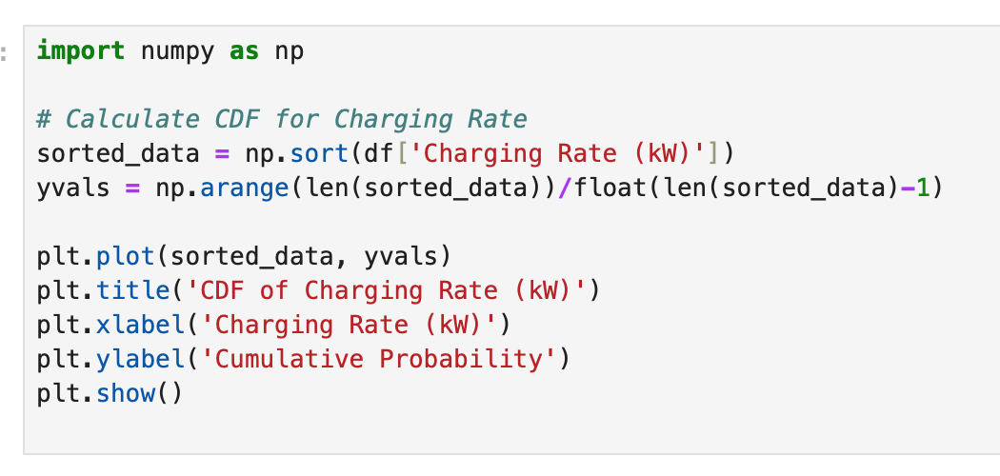 :
import numpy as np
# Calculate CDF for Charging Rate
sorted_data = np.sort(df['Charging Rate (kW)'])
yvals = np.arange(len(sorted_data))/float(len(sorted_data)-1)
plt.plot(sorted_data, yvals)
plt.title('CDF of Charging Rate (kW)')
plt.xlabel('Charging Rate (kW)')
plt.ylabel('Cumulative Probability')
plt.show()